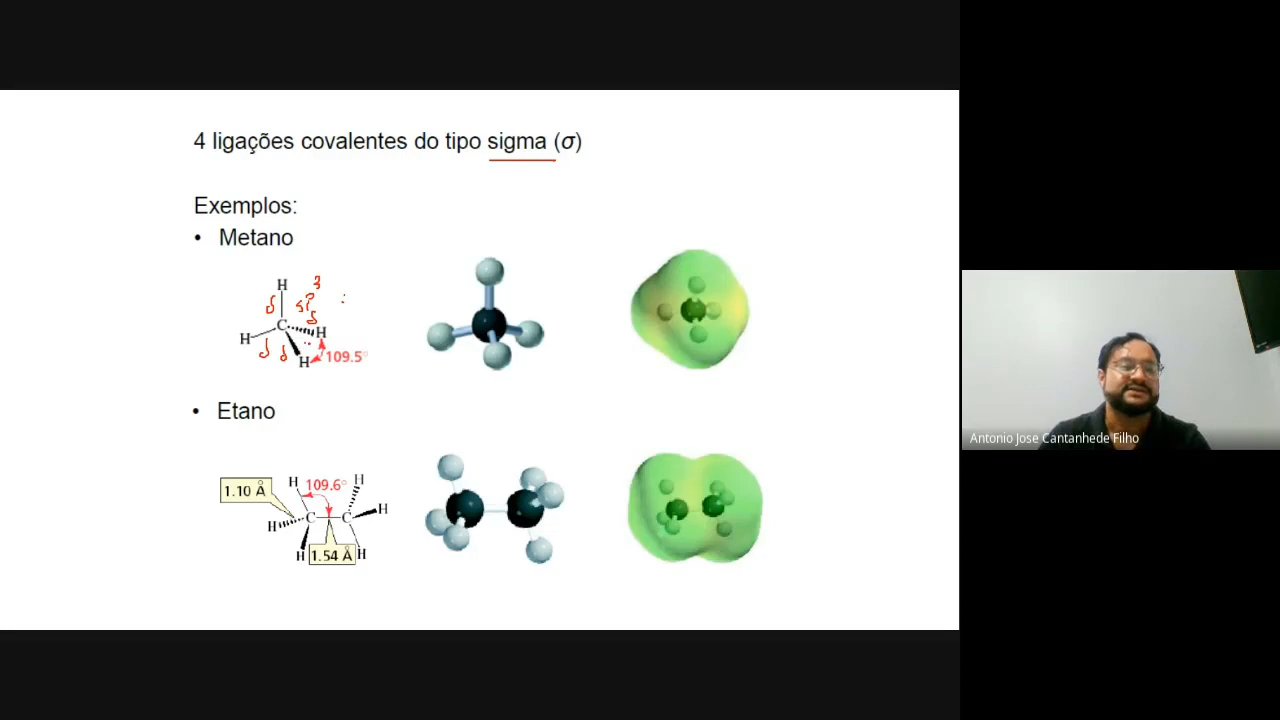 4 ligações covalentes do tipo sigma (σ)
Exemplos:
• Metano
H
sp3
C
H
H
H
109.5°
• Etano
1.10 Å
H
109.6°
H
H
C
C
H
H
1.54 Å
H
Antonio Jose Cantanhede Filho